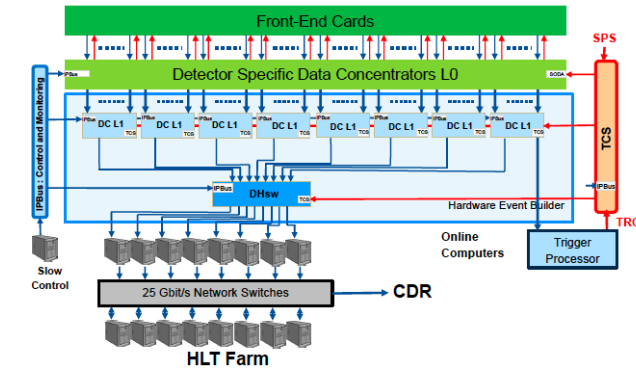 Front-End Cards
SPS
IPBus
Detector Specific Data Concentrators L0
SODA
IPBus : Control and Monitoring
TCS
IPBus DC L1 TCS
IPBus DC L1 TCS
IPBus DC L1 TCS
IPBus DC L1 TCS
IPBus DC L1 TCS
IPBus DC L1 TCS
IPBus DC L1 TCS
IPBus DC L1 TCS
IPBus
DHsw
TCS
IPBus
Hardware Event Builder
TRG
Slow
Control
Online
Computers
Trigger
Processor
25 Gbit/s Network Switches
CDR
HLT Farm